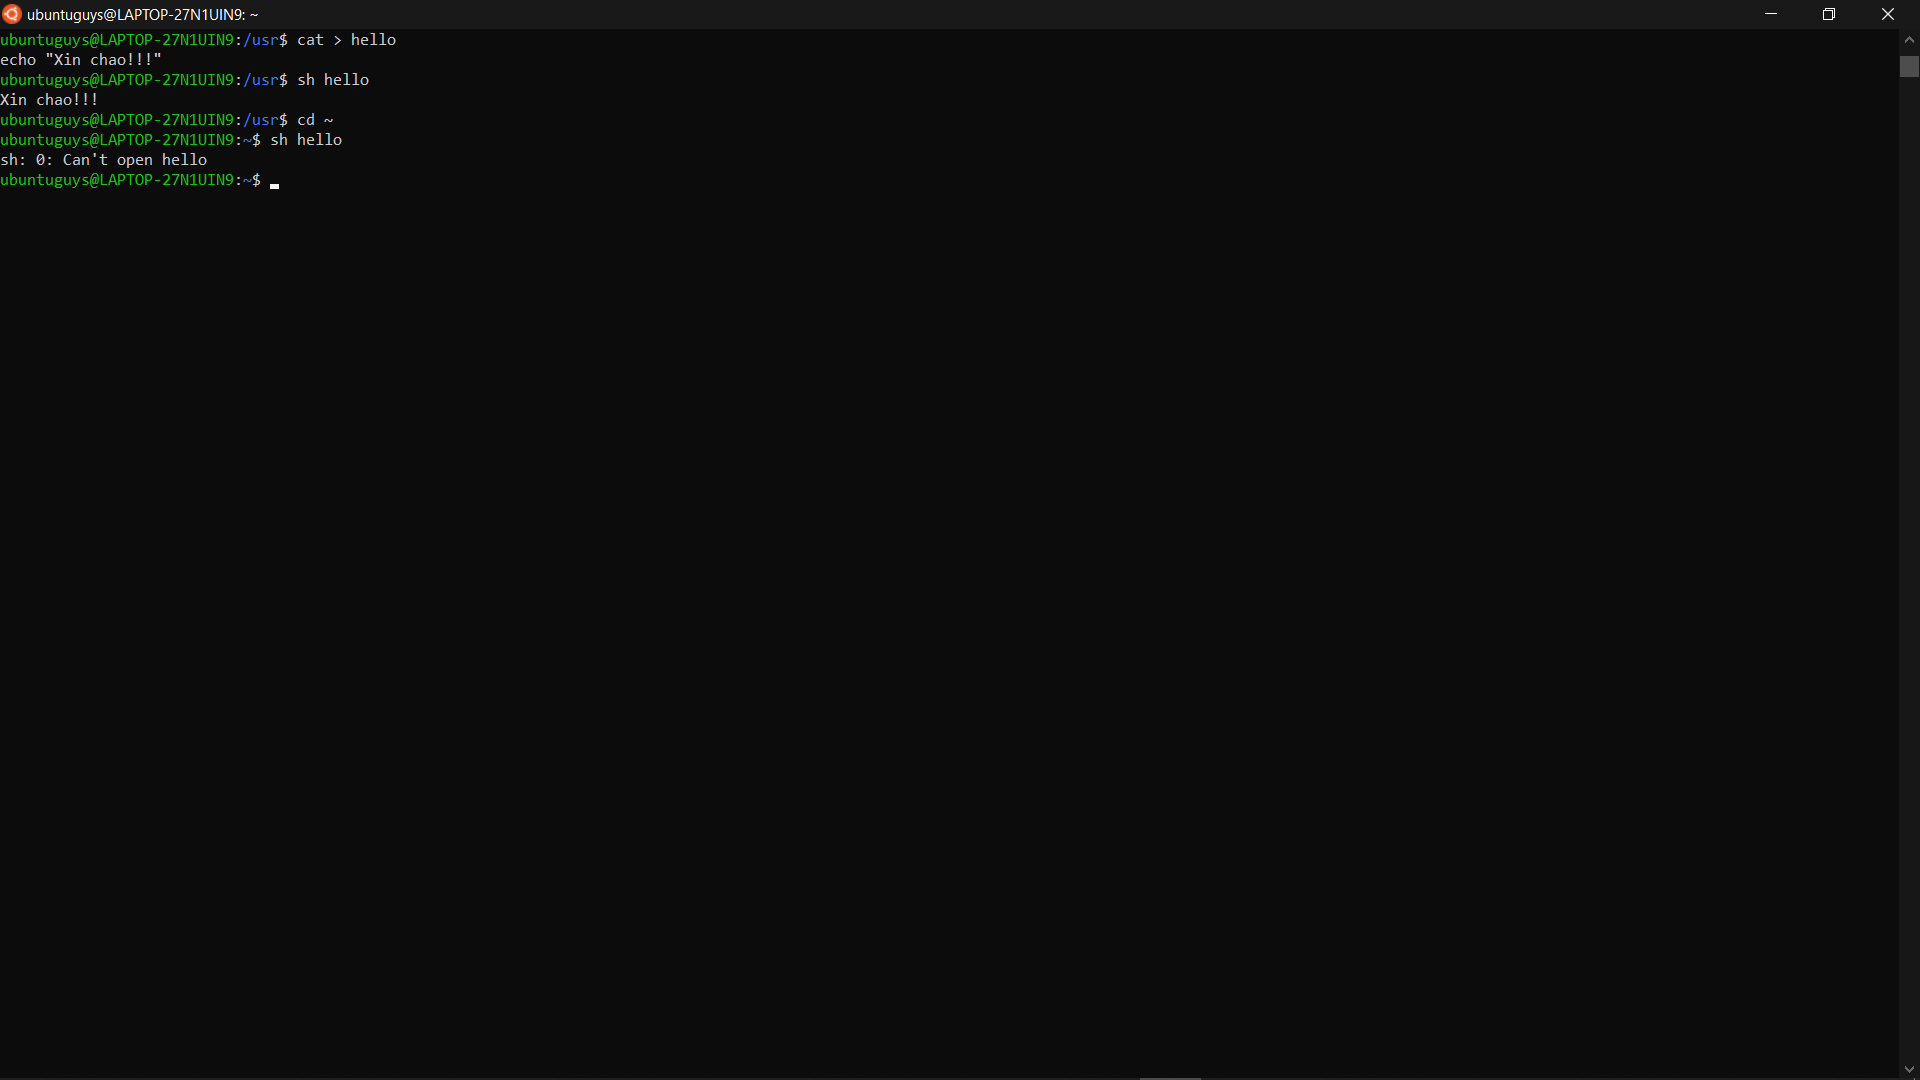 ubuntuguys@LAPTOP-27N1UIN9: ~
ubuntuguys@LAPTOP-27N1UIN9:/usr$ cat > hello
echo "Xin chao!!!"
ubuntuguys@LAPTOP-27N1UIN9:/usr$ sh hello
Xin chao!!!
ubuntuguys@LAPTOP-27N1UIN9:/usr$ cd ~
ubuntuguys@LAPTOP-27N1UIN9:~$ sh hello
sh: 0: Can't open hello
ubuntuguys@LAPTOP-27N1UIN9:~$